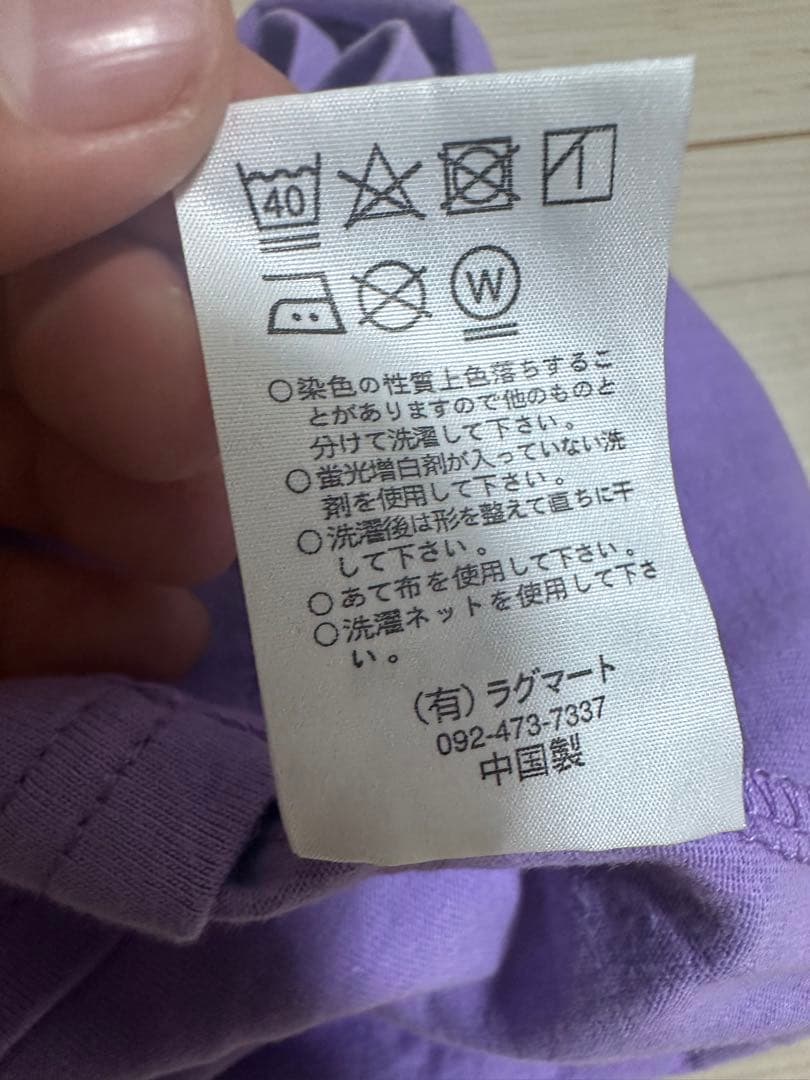 40
W
○染色の性質上色落ちするこ
とがありますので他のものと
分けて洗濯して下さい。
○蛍光増白剤が入っていない洗
剤を使用して下さい。
○洗濯後は形を整えて直ちに干
して下さい。
○あて布を使用して下さい。
○洗濯ネットを使用して下さ
い。
(有)ラグマート
092-473-7337
中国製